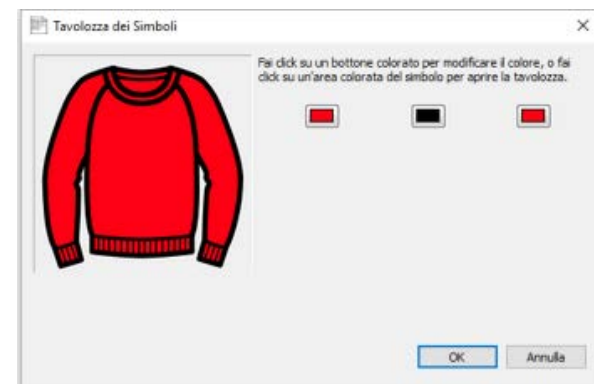 Tavolozza dei Simboli
Fai click su un bottone colorato per modificare il colore, o fai
click su un'area colorata del simbolo per aprire la tavolozza.
OK
Annulla